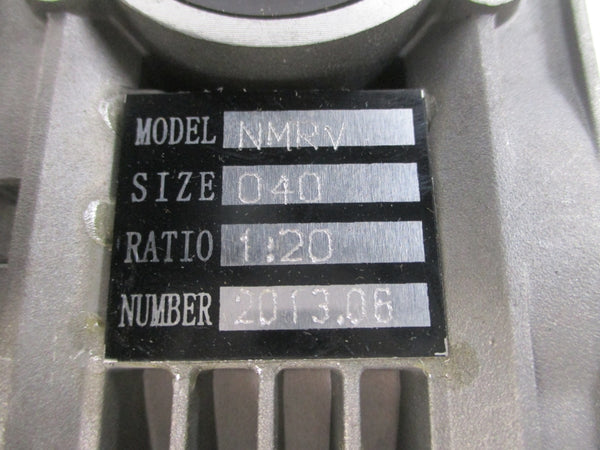 MODEL NMRV
SIZE 040
RATIO 1:20
NUMBER 2013.06